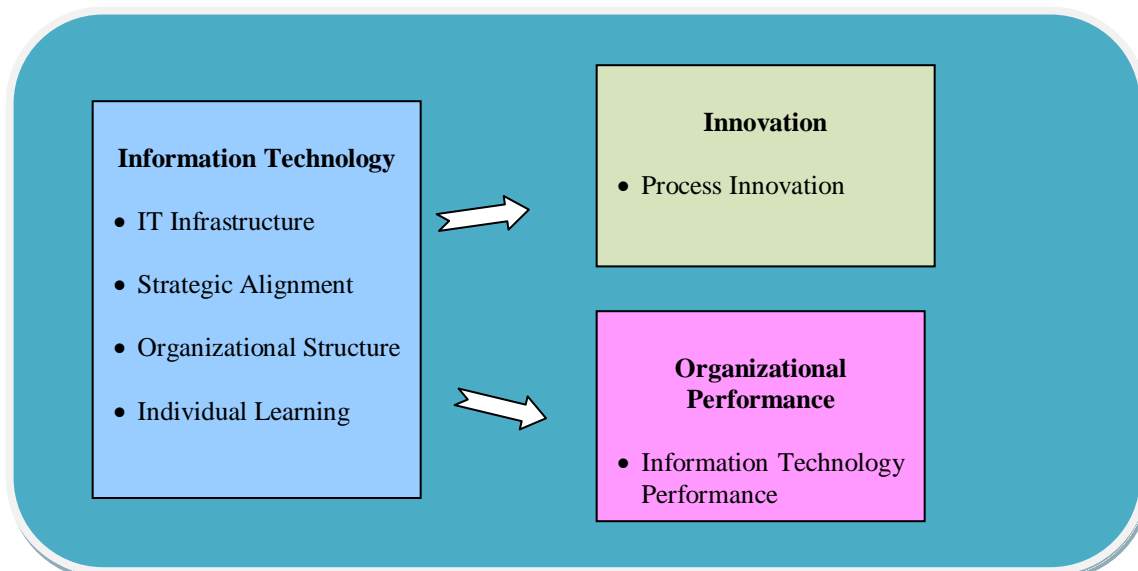 Information Technology
• IT Infrastructure
• Strategic Alignment
• Organizational Structure
• Individual Learning
Innovation
• Process Innovation
Organizational
Performance
• Information Technology
Performance